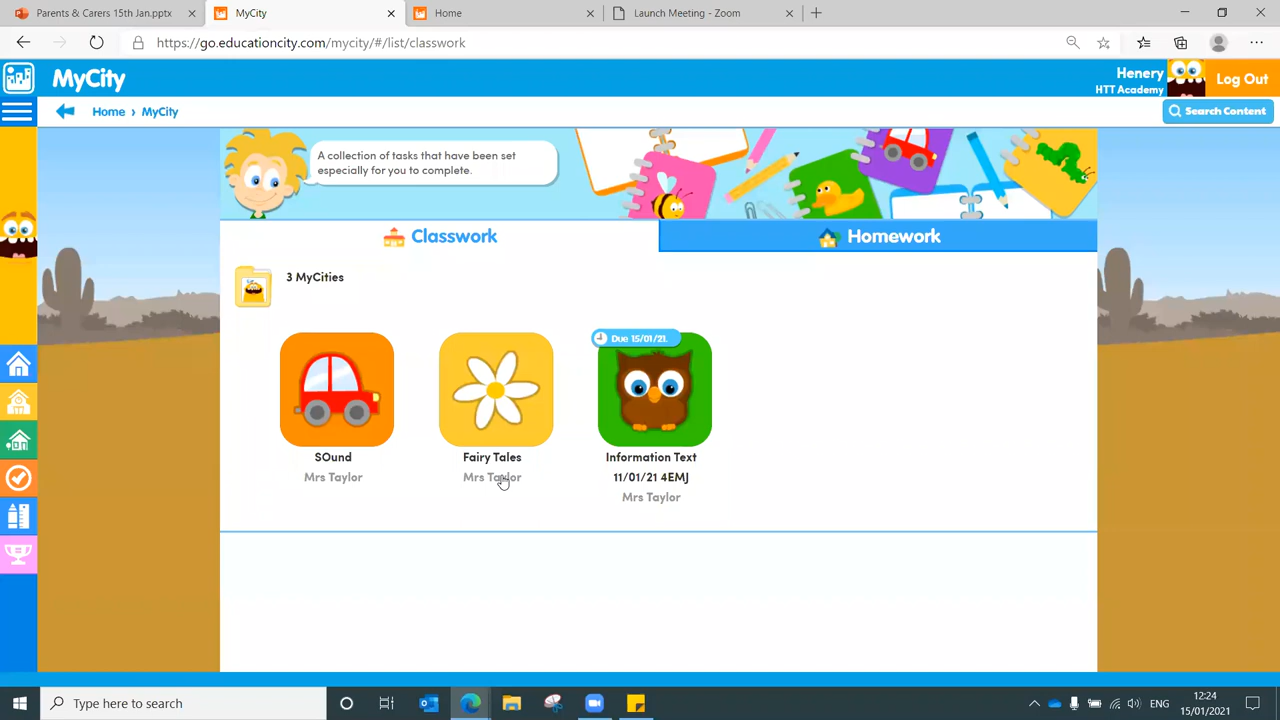 Parents & Carers 15th Jan.pptx
MyCity
Home
Launch Meeting - Zoom
https://go.educationcity.com/mycity/#/list/classwork
MyCity
Henery
HTT Academy
Log Out
Home › MyCity
Search Content
A collection of tasks that have been set
especially for you to complete.
Classwork
Homework
3 MyCities
Due 15/01/21
SOund
Mrs Taylor
Fairy Tales
Mrs Taylor
Information Text
11/01/21 4EMJ
Mrs Taylor
Type here to search
ENG
12:24
15/01/2021